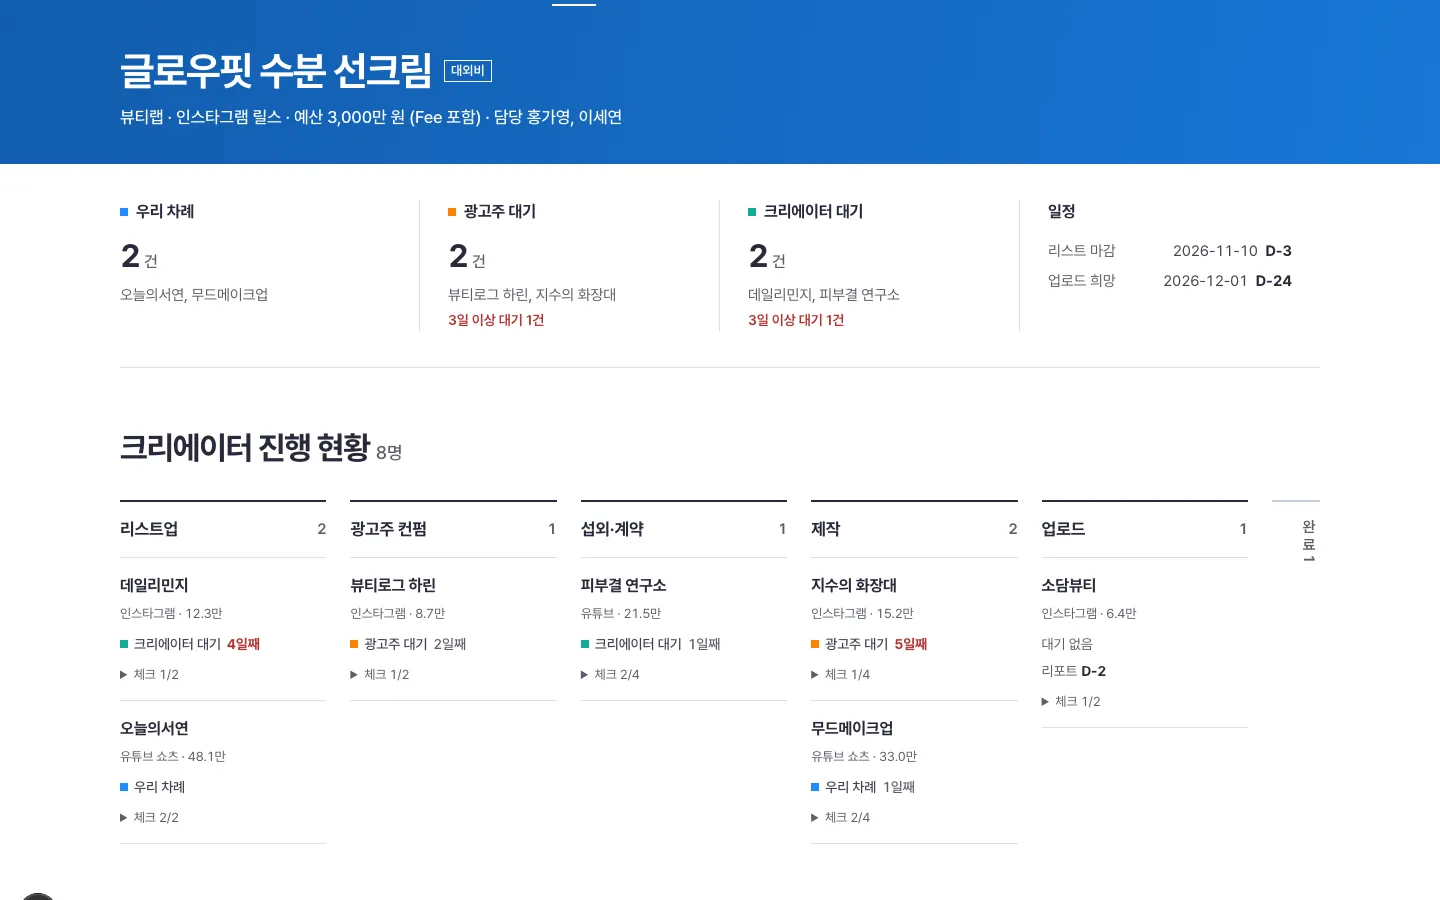 글로우핏 수분 선크림 대외비
뷰티랩 · 인스타그램 릴스 · 예산 3,000만 원 (Fee 포함) · 담당 홍가영, 이세연
우리 차례
2 건
오늘의서연, 무드메이크업
광고주 대기
2 건
뷰티로그 하린, 지수의 화장대
3일 이상 대기 1건
크리에이터 대기
2 건
데일리민지, 피부결 연구소
3일 이상 대기 1건
일정
리스트 마감 2026-11-10 D-3
업로드 희망 2026-12-01 D-24
크리에이터 진행 현황 8명
리스트업 2
데일리민지
인스타그램 · 12.3만
크리에이터 대기 4일째
▶ 체크 1/2
오늘의서연
유튜브 쇼츠 · 48.1만
우리 차례
▶ 체크 2/2
광고주 컨펌 1
뷰티로그 하린
인스타그램 · 8.7만
광고주 대기 2일째
▶ 체크 1/2
섭외·계약 1
피부결 연구소
유튜브 · 21.5만
크리에이터 대기 1일째
▶ 체크 2/4
제작 2
지수의 화장대
인스타그램 · 15.2만
광고주 대기 5일째
▶ 체크 1/4
무드메이크업
유튜브 쇼츠 · 33.0만
우리 차례 1일째
▶ 체크 2/4
업로드 1
소담뷰티
인스타그램 · 6.4만
대기 없음
리포트 D-2
▶ 체크 1/2
완료 1